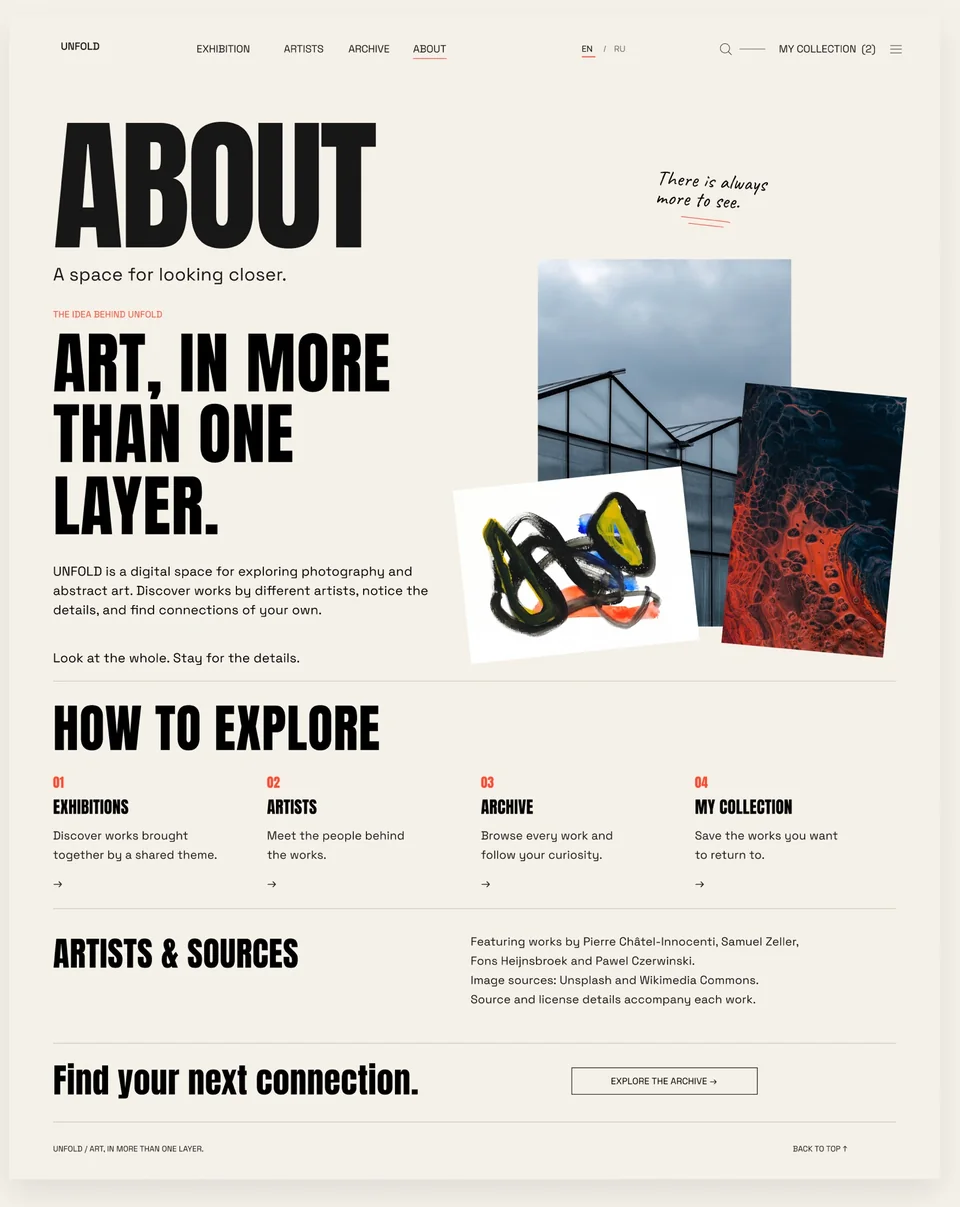 UNFOLD
EXHIBITION ARTISTS ARCHIVE ABOUT
EN / RU
MY COLLECTION (2)
ABOUT
A space for looking closer.
There is always
more to see.
THE IDEA BEHIND UNFOLD
ART, IN MORE
THAN ONE
LAYER.
UNFOLD is a digital space for exploring photography and
abstract art. Discover works by different artists, notice the
details, and find connections of your own.
Look at the whole. Stay for the details.
HOW TO EXPLORE
01
EXHIBITIONS
Discover works brought
together by a shared theme.
→
02
ARTISTS
Meet the people behind
the works.
→
03
ARCHIVE
Browse every work and
follow your curiosity.
→
04
MY COLLECTION
Save the works you want
to return to.
→
ARTISTS & SOURCES
Featuring works by Pierre Châtel-Innocenti, Samuel Zeller,
Fons Heijnsbroek and Pawel Czerwinski.
Image sources: Unsplash and Wikimedia Commons.
Source and license details accompany each work.
Find your next connection.
EXPLORE THE ARCHIVE →
UNFOLD / ART, IN MORE THAN ONE LAYER.
BACK TO TOP ↑